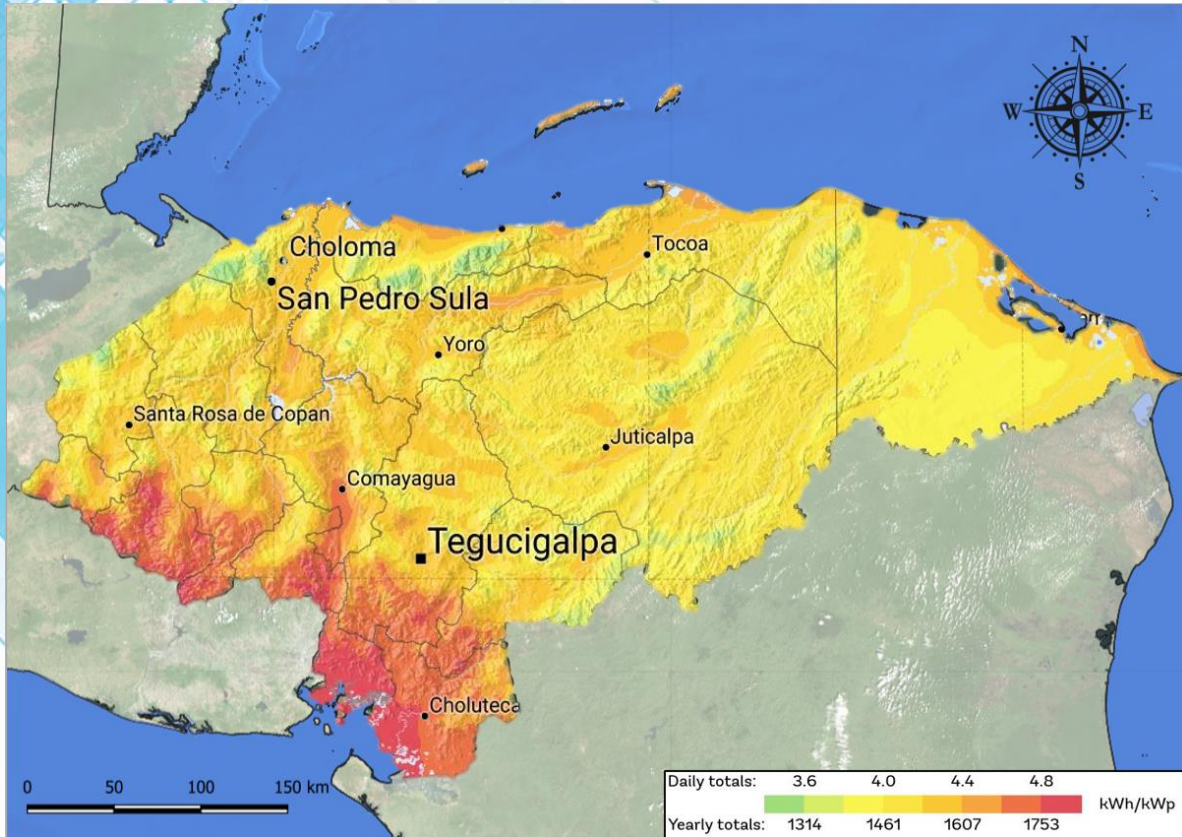 N
W E
S
Choloma
Tocoa
San Pedro Sula
Yoro
Santa Rosa de Copan
Juticalpa
Comayagua
Tegucigalpa
Choluteca
0 50 100 150 km
Daily totals: 3.6 4.0 4.4 4.8
kWh/kWp
Yearly totals: 1314 1461 1607 1753